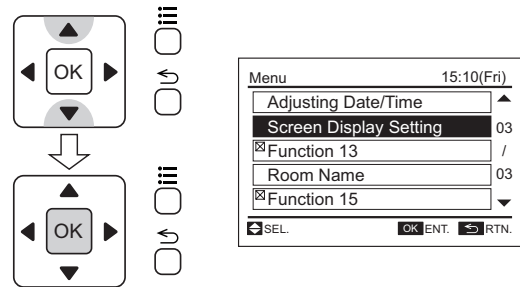 OK
OK
Menu 15:10(Fri)
Adjusting Date/Time
Screen Display Setting 03
Function 13 /
Room Name 03
Function 15
SEL. OK ENT. RTN.